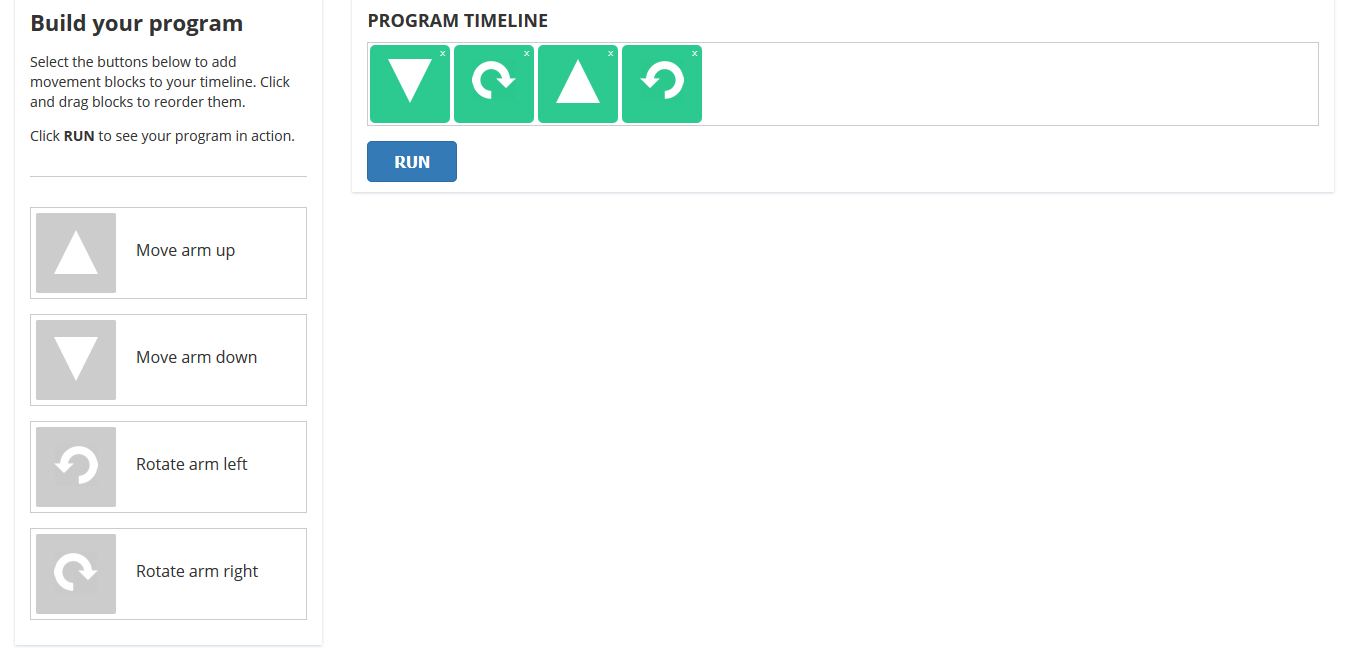 Build your program
Select the buttons below to add
movement blocks to your timeline. Click
and drag blocks to reorder them.
Click RUN to see your program in action.
Move arm up
Move arm down
Rotate arm left
Rotate arm right
PROGRAM TIMELINE
x x x x
RUN